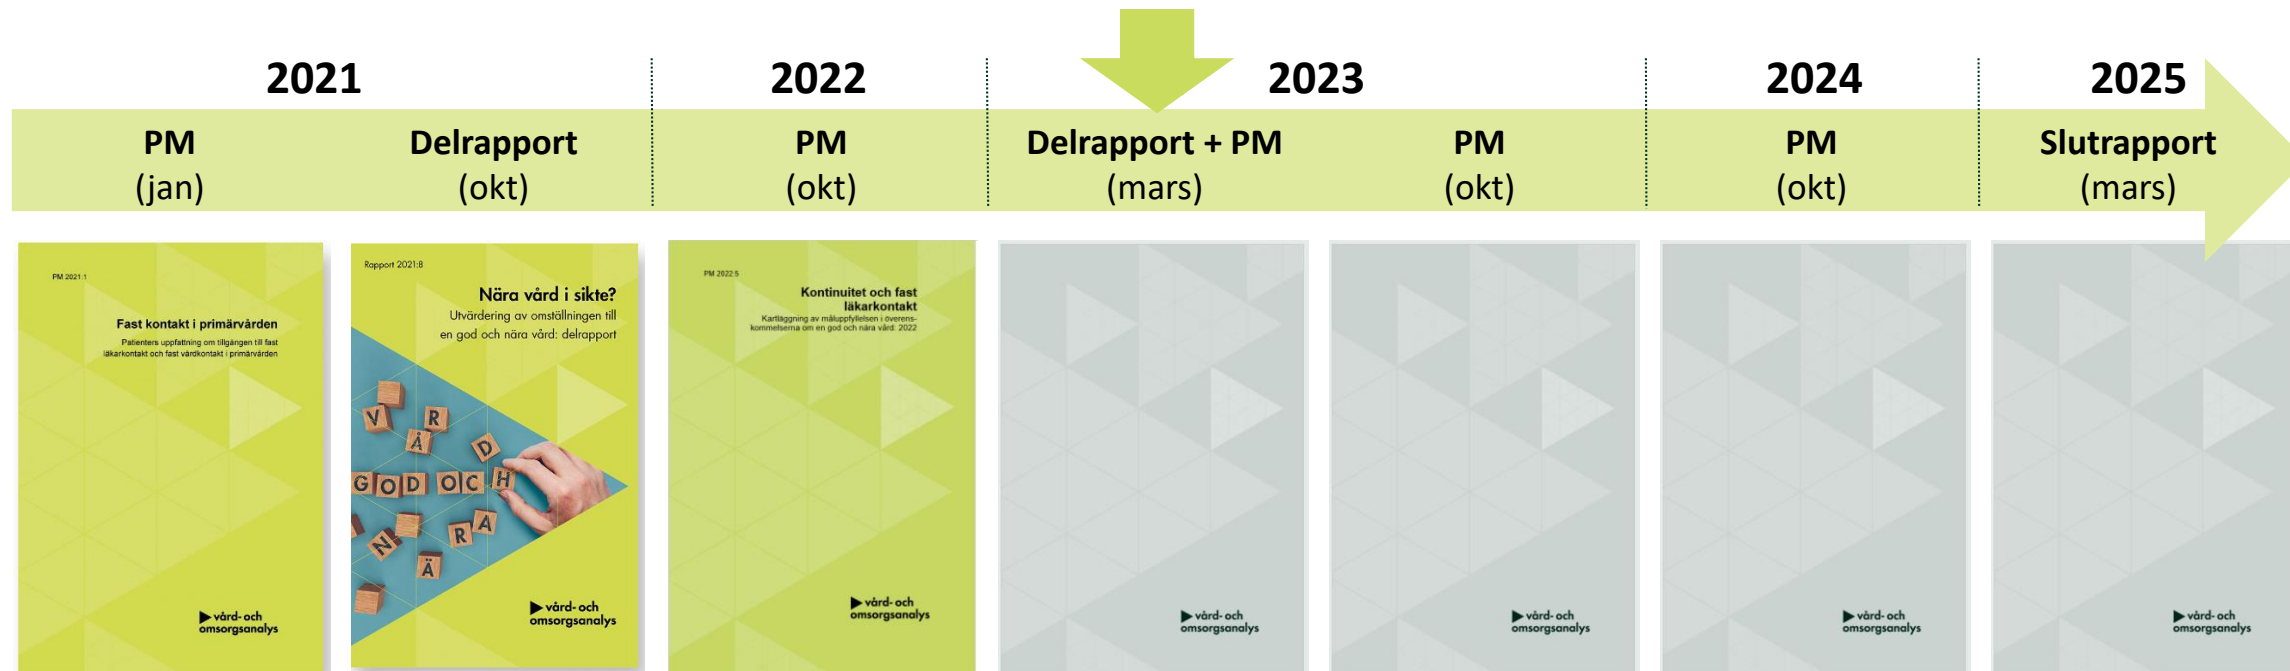 2021
2022
2023
2024
2025
PM
(jan)
Delrapport
(okt)
PM
(okt)
Delrapport + PM
(mars)
PM
(okt)
PM
(okt)
Slutrapport
(mars)
PM 2021:1
Fast kontakt i primärvården
Patienters uppfattning om tillgången till fast
läkarkontakt och fast vårdkontakt i primärvården
vård- och
omsorgsanalys
Rapport 2021:8
Nära vård i sikte?
Utvärdering av omställningen till
en god och nära vård: delrapport
V
R
Å
D
GOD OCH
N
R
A
Ä
vård- och
omsorgsanalys
PM 2022:5
Kontinuitet och fast
läkarkontakt
Kartläggning av måluppfyllelsen i överens-
kommelserna om en god och nära vård: 2022
vård- och
omsorgsanalys
vård- och
omsorgsanalys
vård- och
omsorgsanalys
vård- och
omsorgsanalys
vård- och
omsorgsanalys